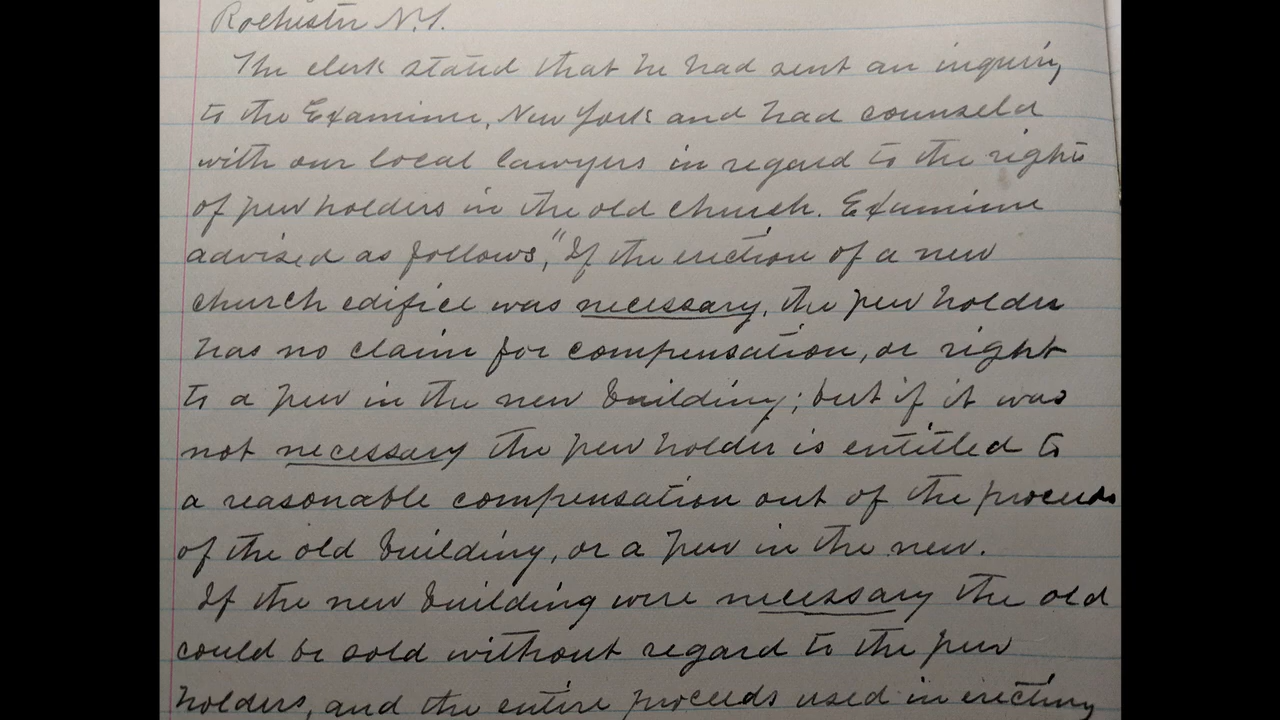 Rochester N.Y.
The clerk stated that he had sent an inquiry
to the Examiner, New York and had counseld
with our local lawyers in regard to the rights
of pew holders in the old church. Examiner
advised as follows, "If the erection of a new
church edifice was necessary, the pew holder
has no claim for compensation, or right
to a pew in the new building; but if it was
not necessary the pew holder is entitled to
a reasonable compensation out of the proceeds
of the old building, or a pew in the new.
If the new building were necessary the old
could be sold without regard to the pew
holders, and the entire proceeds used in erecting